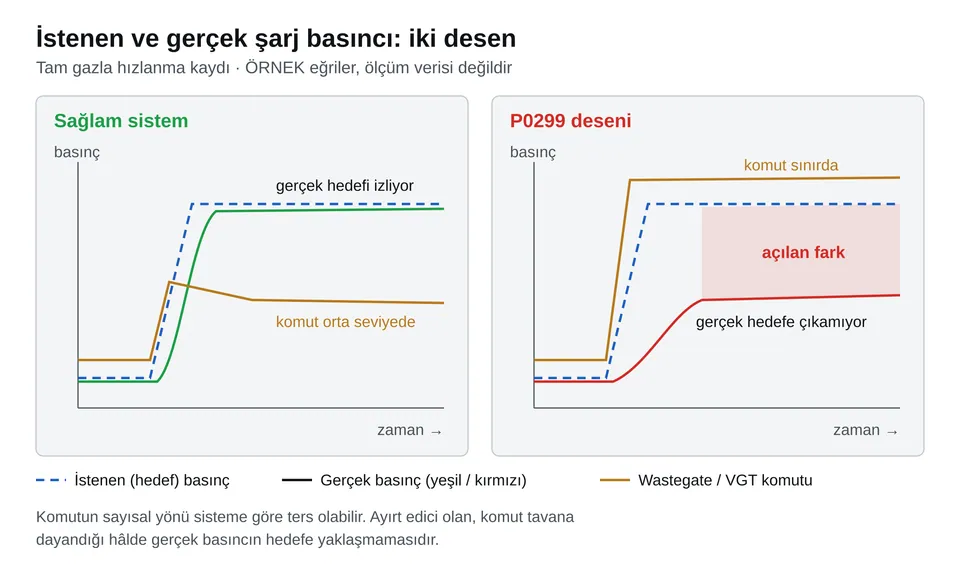 İstenen ve gerçek şarj basıncı: iki desen
Tam gazla hızlanma kaydı · ÖRNEK eğriler, ölçüm verisi değildir
Sağlam sistem
basınç
gerçek hedefi izliyor
komut orta seviyede
zaman →
P0299 deseni
basınç
komut sınırda
açılan fark
gerçek hedefe çıkamıyor
zaman →
İstenen (hedef) basınç
Gerçek basınç (yeşil / kırmızı)
Wastegate / VGT komutu
Komutun sayısal yönü sisteme göre ters olabilir. Ayırt edici olan, komut tavana
dayandığı hâlde gerçek basıncın hedefe yaklaşmamasıdır.